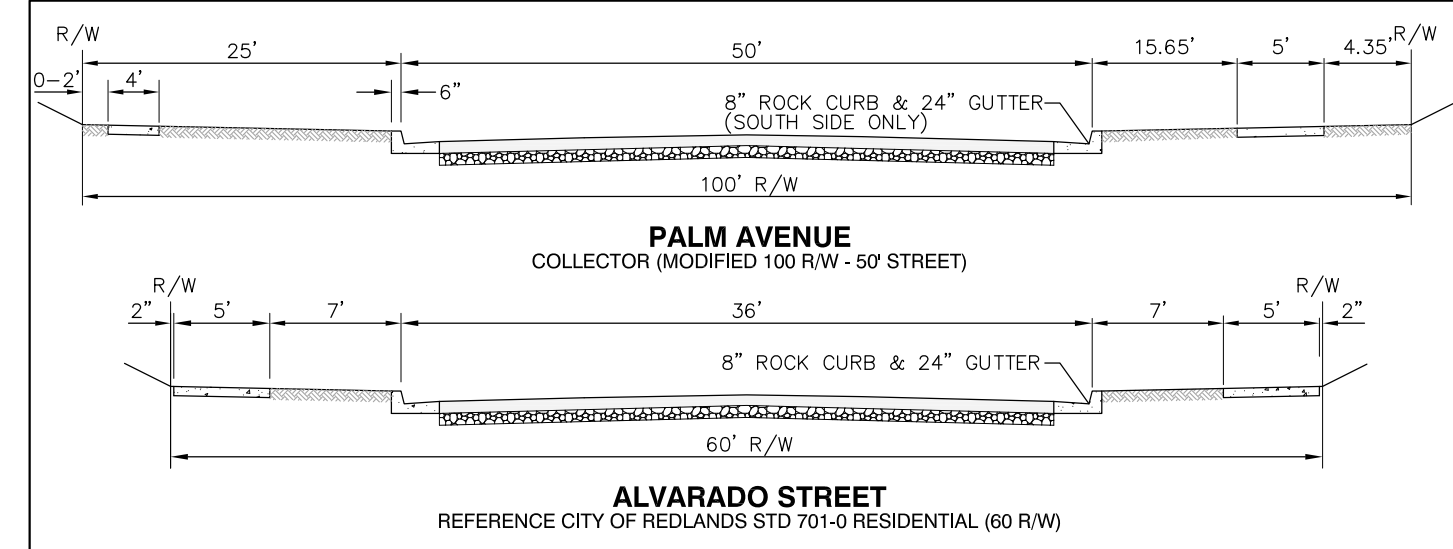 R/W R/W
25' 50' 15.65' 5' 4.35'
0-2' 4' 6"
8" ROCK CURB & 24" GUTTER
(SOUTH SIDE ONLY)
100' R/W
PALM AVENUE
COLLECTOR (MODIFIED 100 R/W - 50' STREET)
R/W R/W
2" 5' 7' 36' 7' 5' 2"
8" ROCK CURB & 24" GUTTER
60' R/W
ALVARADO STREET
REFERENCE CITY OF REDLANDS STD 701-0 RESIDENTIAL (60 R/W)